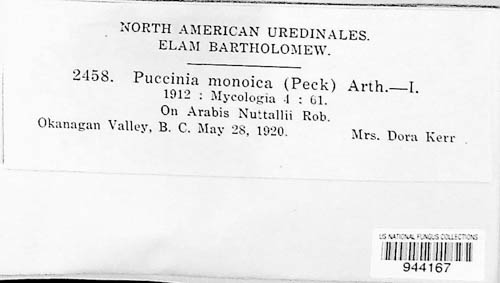 NORTH AMERICAN UREDINALES.
ELAM BARTHOLOMEW.
2458. Puccinia monoica (Peck) Arth.—I.
1912 : Mycologia 4 : 61.
On Arabis Nuttallii Rob.
Okanagan Valley, B. C. May 28, 1920. Mrs. Dora Kerr
US NATIONAL FUNGUS COLLECTIONS
944167